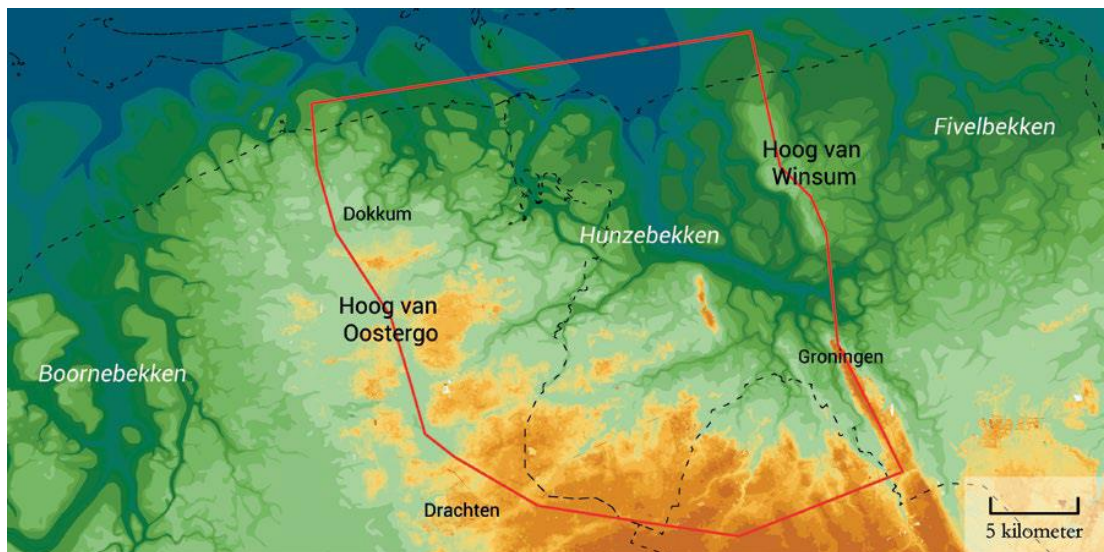 Fivelbekken
Hoog van
Winsum
Dokkum
Hunzebekken
Hoog van
Oostergo
Groningen
Boornebekken
Drachten
5 kilometer